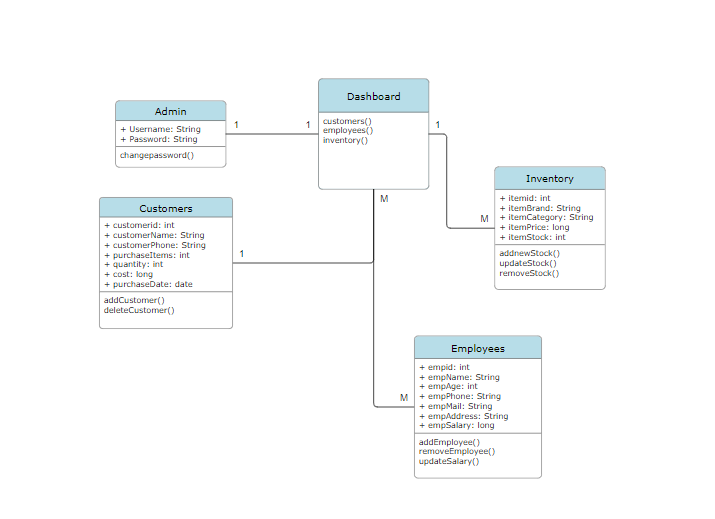 Admin
+ Username: String
+ Password: String
changepassword()
1
1
Dashboard
customers()
employees()
inventory()
1
M
Inventory
+ itemid: int
+ itemBrand: String
+ itemCategory: String
+ itemPrice: long
+ itemStock: int
addnewStock()
updateStock()
removeStock()
M
Customers
+ customerid: int
+ customerName: String
+ customerPhone: String
+ purchaseItems: int
+ quantity: int
+ cost: long
+ purchaseDate: date
addCustomer()
deleteCustomer()
1
M
Employees
+ empid: int
+ empName: String
+ empAge: int
+ empPhone: String
+ empMail: String
+ empAddress: String
+ empSalary: long
addEmployee()
removeEmployee()
updateSalary()